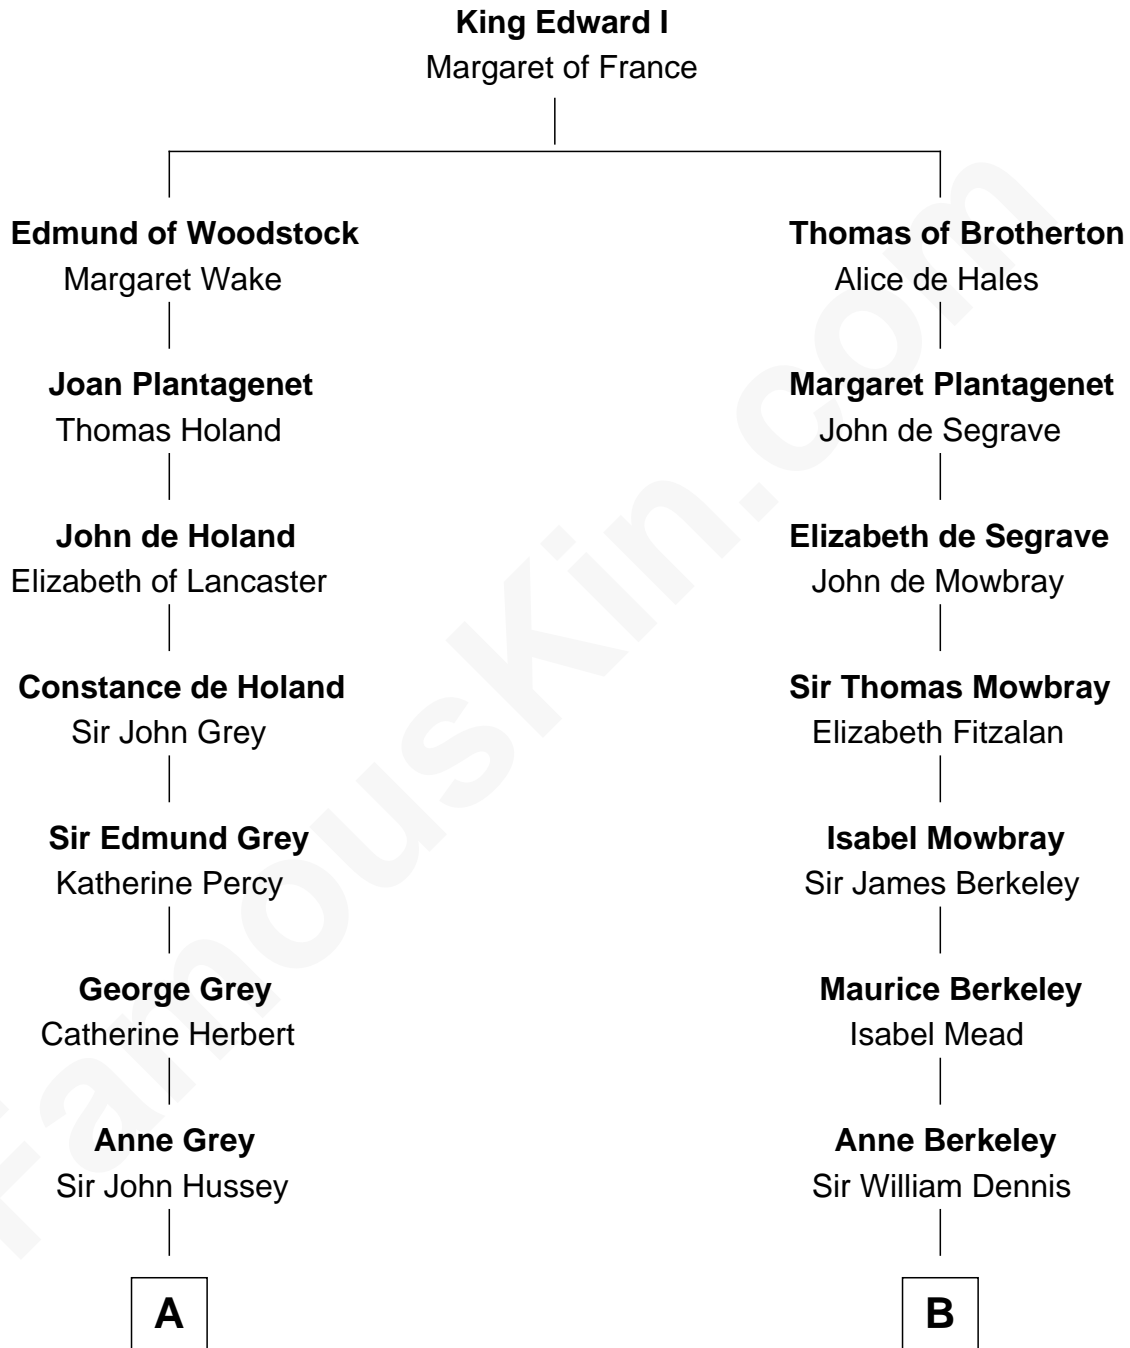 King Edward I
Margaret of France
Edmund of Woodstock
Margaret Wake
Thomas of Brotherton
Alice de Hales
Joan Plantagenet
Thomas Holand
Margaret Plantagenet
John de Segrave
John de Holand
Elizabeth of Lancaster
Elizabeth de Segrave
John de Mowbray
Constance de Holand
Sir John Grey
Sir Thomas Mowbray
Elizabeth Fitzalan
Sir Edmund Grey
Katherine Percy
Isabel Mowbray
Sir James Berkeley
George Grey
Catherine Herbert
Maurice Berkeley
Isabel Mead
Anne Grey
Sir John Hussey
Anne Berkeley
Sir William Dennis
A
B
FamousKin.com